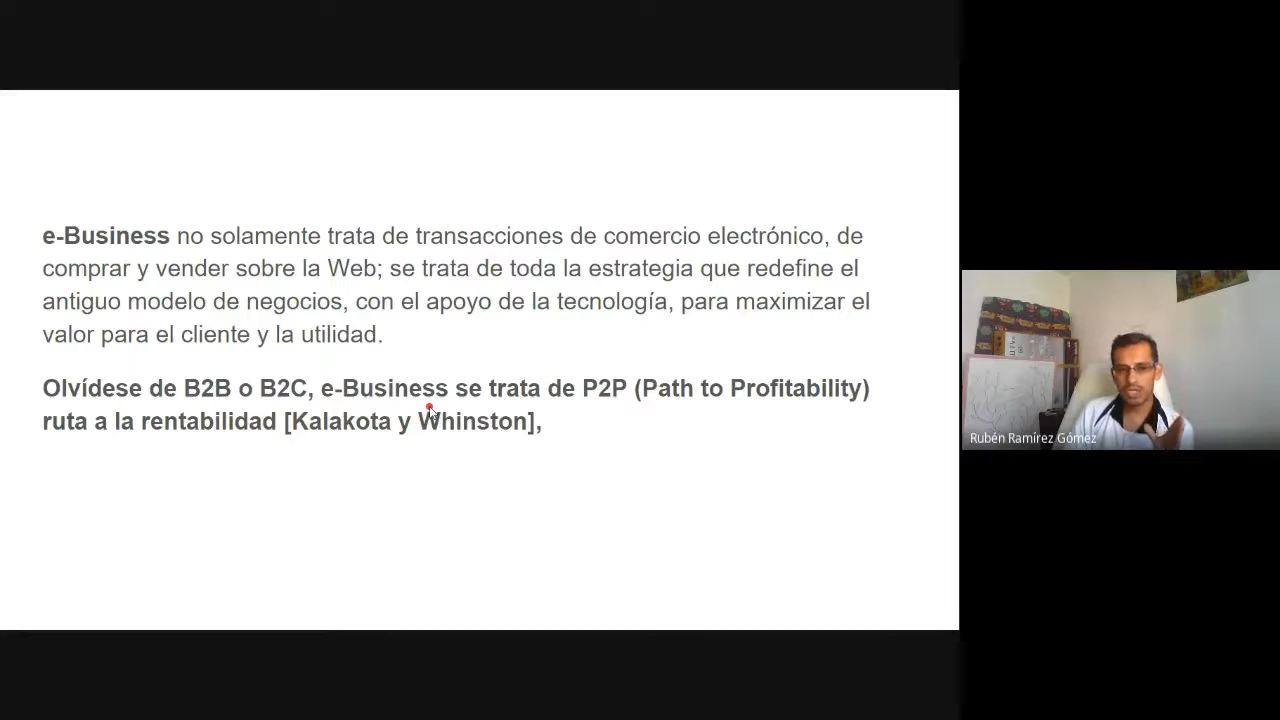 e-Business no solamente trata de transacciones de comercio electrónico, de
comprar y vender sobre la Web; se trata de toda la estrategia que redefine el
antiguo modelo de negocios, con el apoyo de la tecnología, para maximizar el
valor para el cliente y la utilidad.
Olvídese de B2B o B2C, e-Business se trata de P2P (Path to Profitability)
ruta a la rentabilidad [Kalakota y Whinston],
Rubén Ramírez Gómez